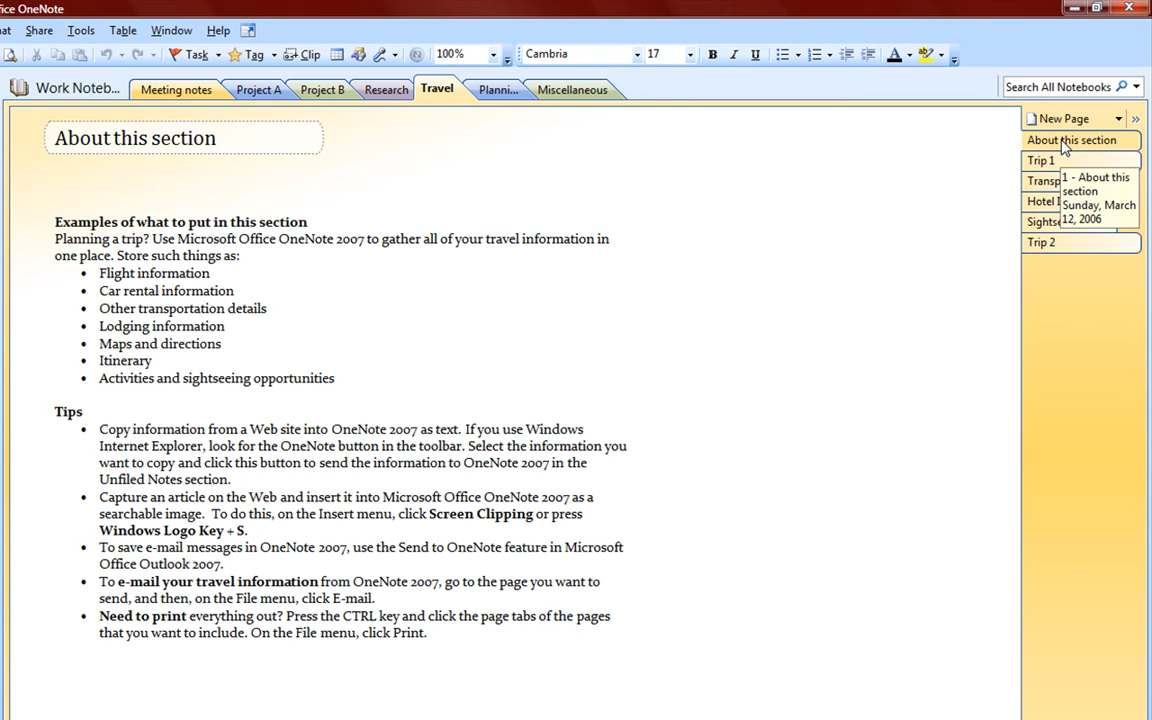 ffice OneNote
at Share Tools Table Window Help
Task Tag Clip 100% Cambria 17 B I U A ab
Work Noteb... Meeting notes Project A Project B Research Travel Planni... Miscellaneous Search All Notebooks
New Page
About this section
About this section
Trip 1
Transp
Hotel I
Sightse
Trip 2
1 - About this
section
Sunday, March
12, 2006
Examples of what to put in this section
Planning a trip? Use Microsoft Office OneNote 2007 to gather all of your travel information in
one place. Store such things as:
• Flight information
• Car rental information
• Other transportation details
• Lodging information
• Maps and directions
• Itinerary
• Activities and sightseeing opportunities
Tips
• Copy information from a Web site into OneNote 2007 as text. If you use Windows
Internet Explorer, look for the OneNote button in the toolbar. Select the information you
want to copy and click this button to send the information to OneNote 2007 in the
Unfiled Notes section.
• Capture an article on the Web and insert it into Microsoft Office OneNote 2007 as a
searchable image. To do this, on the Insert menu, click Screen Clipping or press
Windows Logo Key + S.
• To save e-mail messages in OneNote 2007, use the Send to OneNote feature in Microsoft
Office Outlook 2007.
• To e-mail your travel information from OneNote 2007, go to the page you want to
send, and then, on the File menu, click E-mail.
• Need to print everything out? Press the CTRL key and click the page tabs of the pages
that you want to include. On the File menu, click Print.